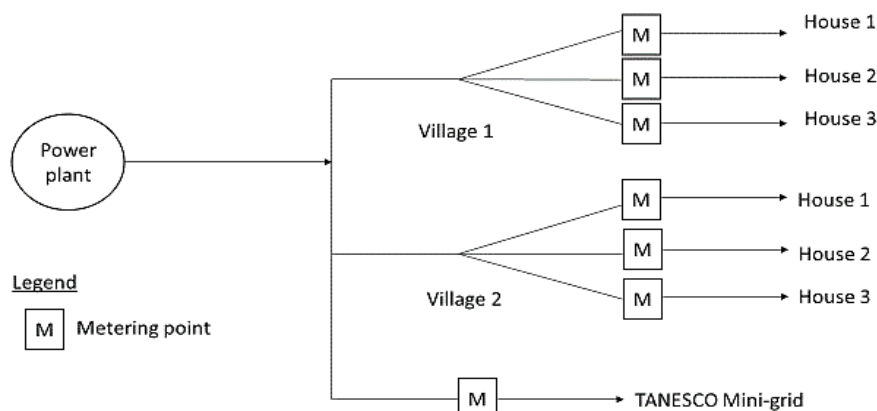 M
House 1
M
House 2
M
House 3
Village 1
Power
plant
M
House 1
M
House 2
M
House 3
Village 2
Legend
M
Metering point
M
TANESCO Mini-grid